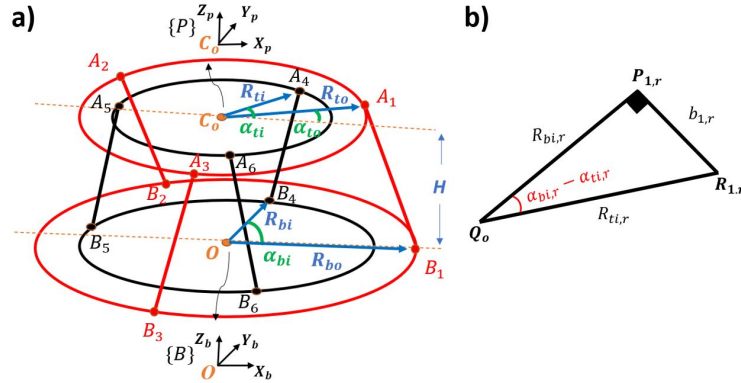 a)
Z_p
Y_p
{P}
X_p
C_o
A_2
A_4
A_5
R_ti
R_to
A_1
C_o
α_ti
α_to
A_6
A_3
H
B_2
B_4
R_bi
B_5
O
α_bi
R_bo
B_1
B_6
B_3
Z_b
Y_b
{B}
O
X_b
b)
P_1,r
R_bi,r
b_1,r
α_bi,r − α_ti,r
R_1,r
Q_o
R_ti,r